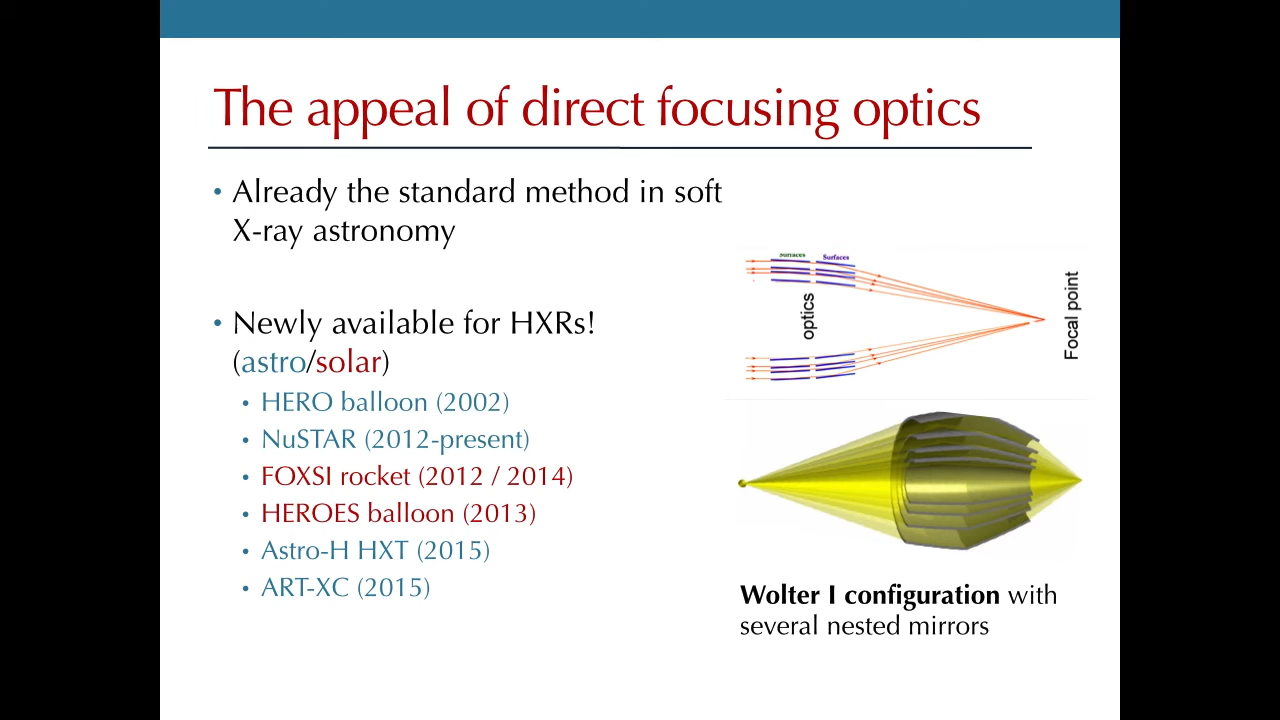 The appeal of direct focusing optics
• Already the standard method in soft
X-ray astronomy
• Newly available for HXRs!
(astro/solar)
• HERO balloon (2002)
• NuSTAR (2012-present)
• FOXSI rocket (2012 / 2014)
• HEROES balloon (2013)
• Astro-H HXT (2015)
• ART-XC (2015)
Surfaces Surfaces
optics
Focal point
Wolter I configuration with
several nested mirrors